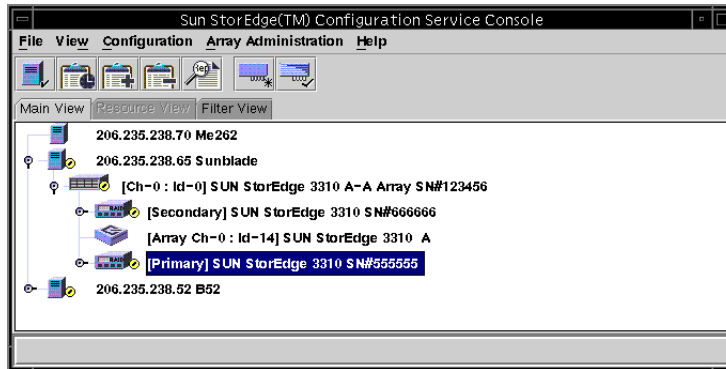 Sun StorEdge(TM) Configuration Service Console
File View Configuration Array Administration Help
Rep
Main View Resource View Filter View
206.235.238.70 Me262
206.235.238.65 Sunblade
[Ch-0 : Id-0] SUN StorEdge 3310 A-A Array SN#123456
RAID [Secondary] SUN StorEdge 3310 SN#666666
[Array Ch-0 : Id-14] SUN StorEdge 3310 A
RAID [Primary] SUN StorEdge 3310 SN#555555
206.235.238.52 B52